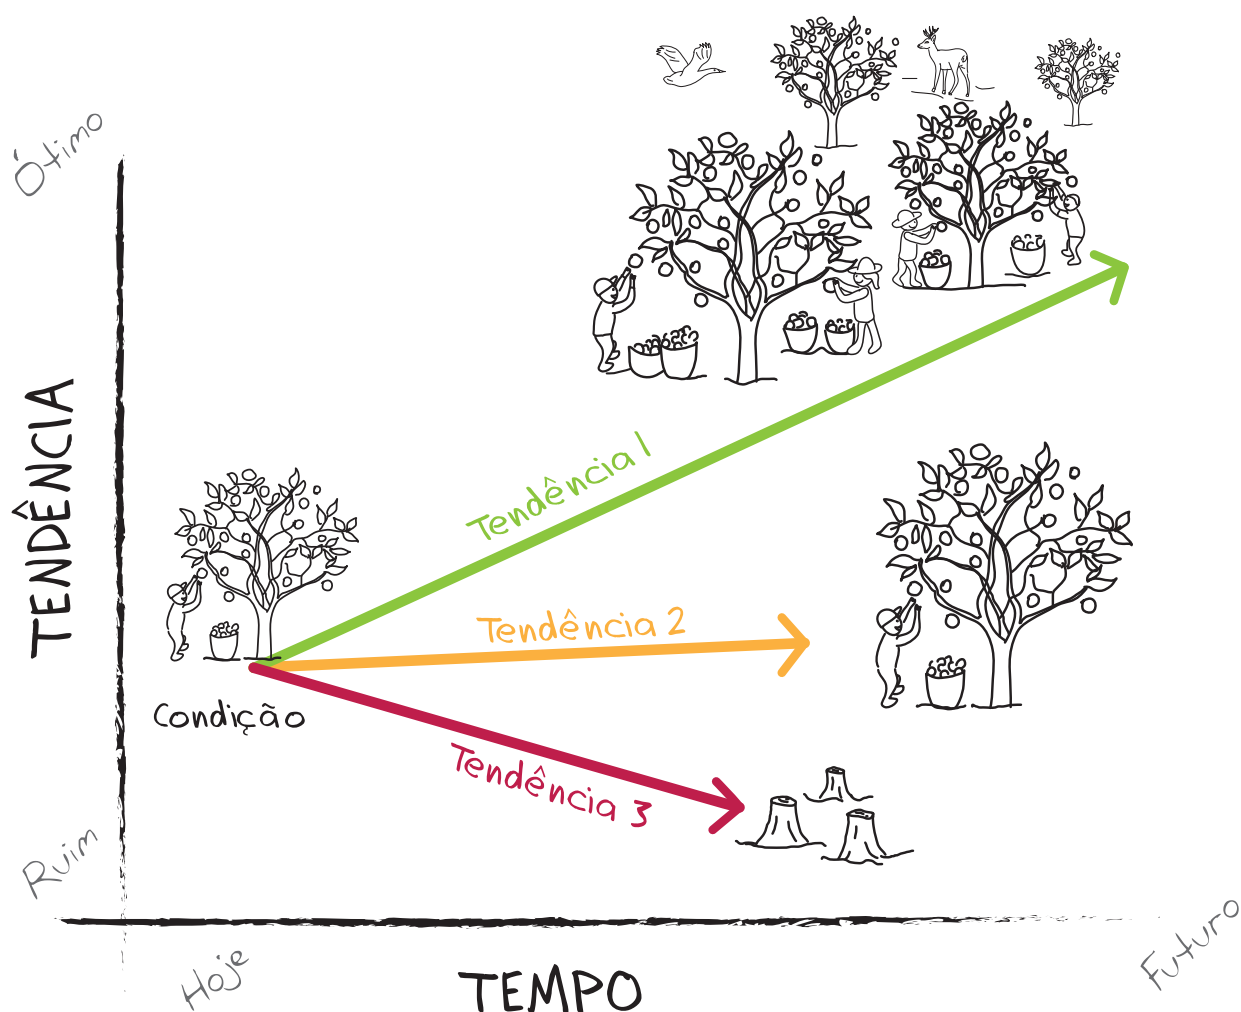 Ótimo
TENDÊNCIA
Tendência 1
Tendência 2
Condição
Tendência 3
Ruim
Hoje
TEMPO
Futuro